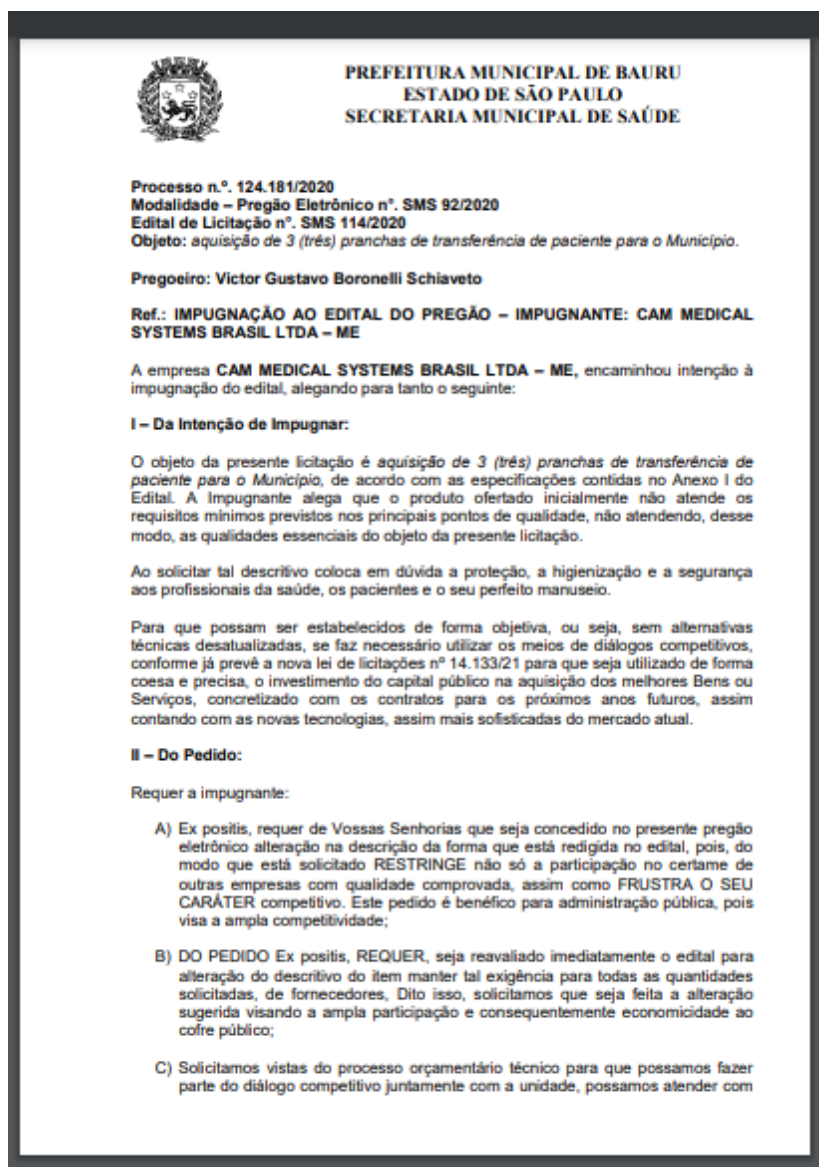 PREFEITURA MUNICIPAL DE BAURU
ESTADO DE SÃO PAULO
SECRETARIA MUNICIPAL DE SAÚDE
Processo n.º. 124.181/2020
Modalidade – Pregão Eletrônico nº. SMS 92/2020
Edital de Licitação nº. SMS 114/2020
Objeto: aquisição de 3 (três) pranchas de transferência de paciente para o Município.
Pregoeiro: Victor Gustavo Boronelli Schiaveto
Ref.: IMPUGNAÇÃO AO EDITAL DO PREGÃO – IMPUGNANTE: CAM MEDICAL
SYSTEMS BRASIL LTDA – ME
A empresa CAM MEDICAL SYSTEMS BRASIL LTDA – ME, encaminhou intenção à
impugnação do edital, alegando para tanto o seguinte:
I – Da Intenção de Impugnar:
O objeto da presente licitação é aquisição de 3 (três) pranchas de transferência de
paciente para o Município, de acordo com as especificações contidas no Anexo I do
Edital. A Impugnante alega que o produto ofertado inicialmente não atende os
requisitos mínimos previstos nos principais pontos de qualidade, não atendendo, desse
modo, as qualidades essenciais do objeto da presente licitação.
Ao solicitar tal descritivo coloca em dúvida a proteção, a higienização e a segurança
aos profissionais da saúde, os pacientes e o seu perfeito manuseio.
Para que possam ser estabelecidos de forma objetiva, ou seja, sem alternativas
técnicas desatualizadas, se faz necessário utilizar os meios de diálogos competitivos,
conforme já prevê a nova lei de licitações nº 14.133/21 para que seja utilizado de forma
coesa e precisa, o investimento do capital público na aquisição dos melhores Bens ou
Serviços, concretizado com os contratos para os próximos anos futuros, assim
contando com as novas tecnologias, assim mais sofisticadas do mercado atual.
II – Do Pedido:
Requer a impugnante:
A) Ex positis, requer de Vossas Senhorias que seja concedido no presente pregão
eletrônico alteração na descrição da forma que está redigida no edital, pois, do
modo que está solicitado RESTRINGE não só a participação no certame de
outras empresas com qualidade comprovada, assim como FRUSTRA O SEU
CARÁTER competitivo. Este pedido é benéfico para administração pública, pois
visa a ampla competitividade;
B) DO PEDIDO Ex positis, REQUER, seja reavaliado imediatamente o edital para
alteração do descritivo do item manter tal exigência para todas as quantidades
solicitadas, de fornecedores, Dito isso, solicitamos que seja feita a alteração
sugerida visando a ampla participação e consequentemente economicidade ao
cofre público;
C) Solicitamos vistas do processo orçamentário técnico para que possamos fazer
parte do diálogo competitivo juntamente com a unidade, possamos atender com